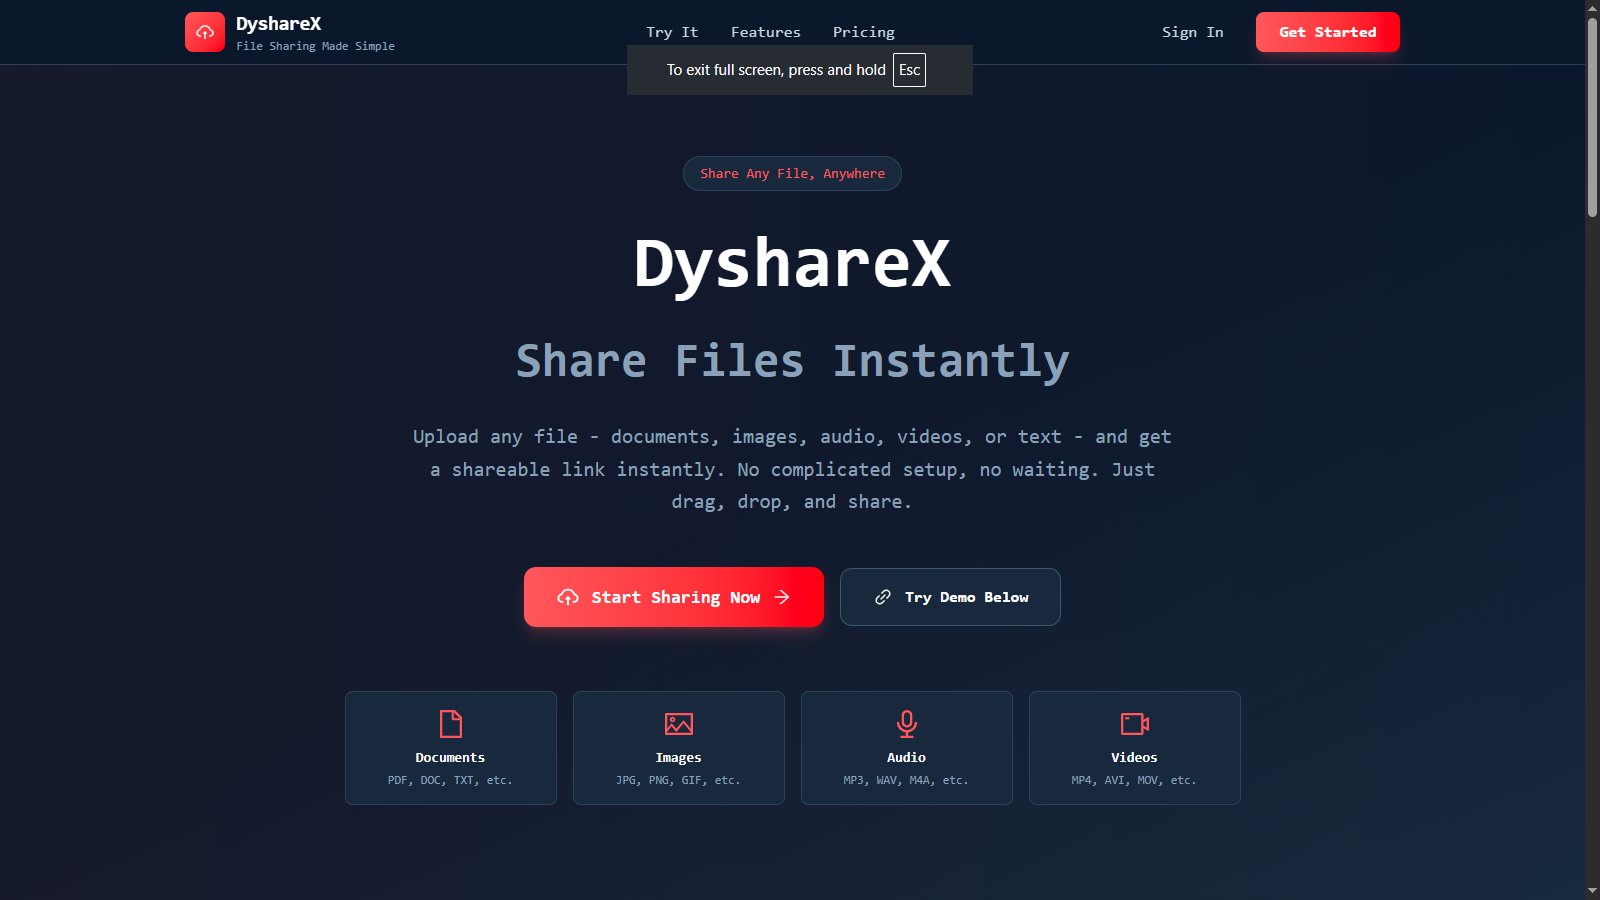 DyshareX
File Sharing Made Simple
Try It
Features
Pricing
Sign In
Get Started
To exit full screen, press and hold Esc
Share Any File, Anywhere
DyshareX
Share Files Instantly
Upload any file - documents, images, audio, videos, or text - and get
a shareable link instantly. No complicated setup, no waiting. Just
drag, drop, and share.
Start Sharing Now
Try Demo Below
Documents
PDF, DOC, TXT, etc.
Images
JPG, PNG, GIF, etc.
Audio
MP3, WAV, M4A, etc.
Videos
MP4, AVI, MOV, etc.